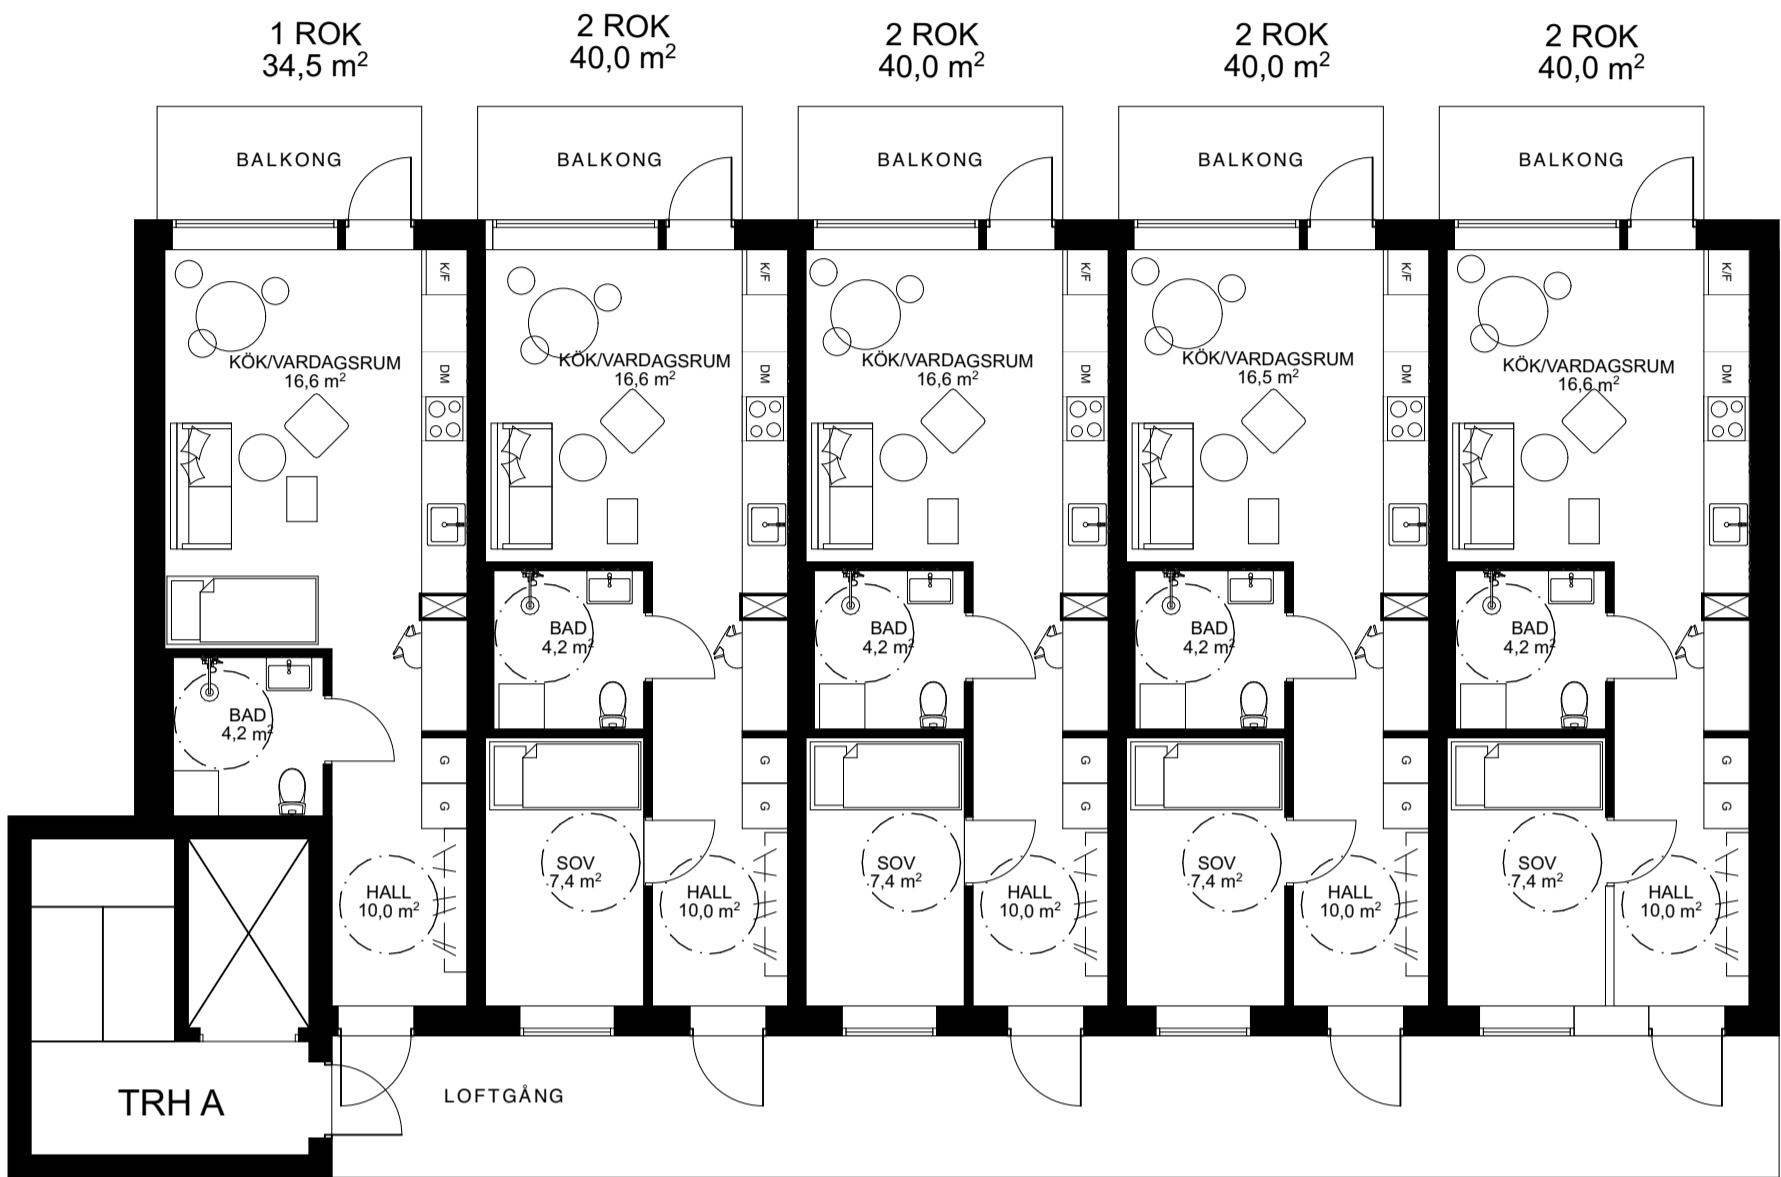 1 ROK
34,5 m²
2 ROK
40,0 m²
2 ROK
40,0 m²
2 ROK
40,0 m²
2 ROK
40,0 m²
BALKONG
BALKONG
BALKONG
BALKONG
BALKONG
K/F
K/F
K/F
K/F
K/F
KÖK/VARDAGSRUM
16,6 m²
DM
KÖK/VARDAGSRUM
16,6 m²
DM
KÖK/VARDAGSRUM
16,6 m²
DM
KÖK/VARDAGSRUM
16,5 m²
DM
KÖK/VARDAGSRUM
16,6 m²
DM
BAD
4,2 m²
BAD
4,2 m²
BAD
4,2 m²
BAD
4,2 m²
BAD
4,2 m²
G
G
G
G
G
G
G
G
G
G
HALL
10,0 m²
SOV
7,4 m²
HALL
10,0 m²
SOV
7,4 m²
HALL
10,0 m²
SOV
7,4 m²
HALL
10,0 m²
SOV
7,4 m²
HALL
10,0 m²
TRH A
LOFTGÅNG